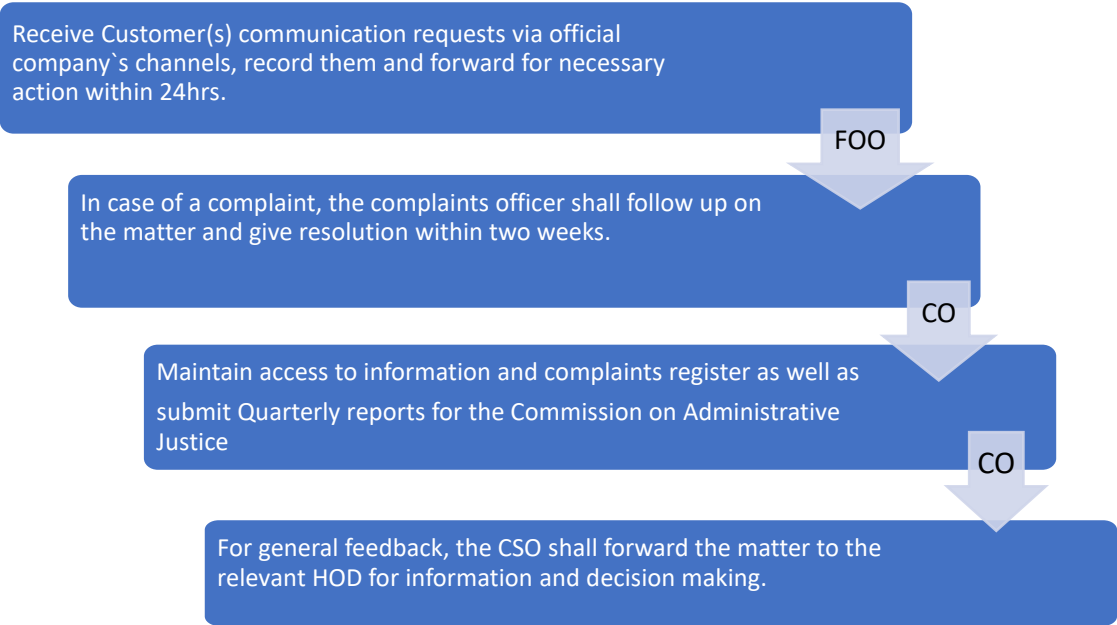 Receive Customer(s) communication requests via official
company`s channels, record them and forward for necessary
action within 24hrs.
FOO
In case of a complaint, the complaints officer shall follow up on
the matter and give resolution within two weeks.
CO
Maintain access to information and complaints register as well as
submit Quarterly reports for the Commission on Administrative
Justice
CO
For general feedback, the CSO shall forward the matter to the
relevant HOD for information and decision making.